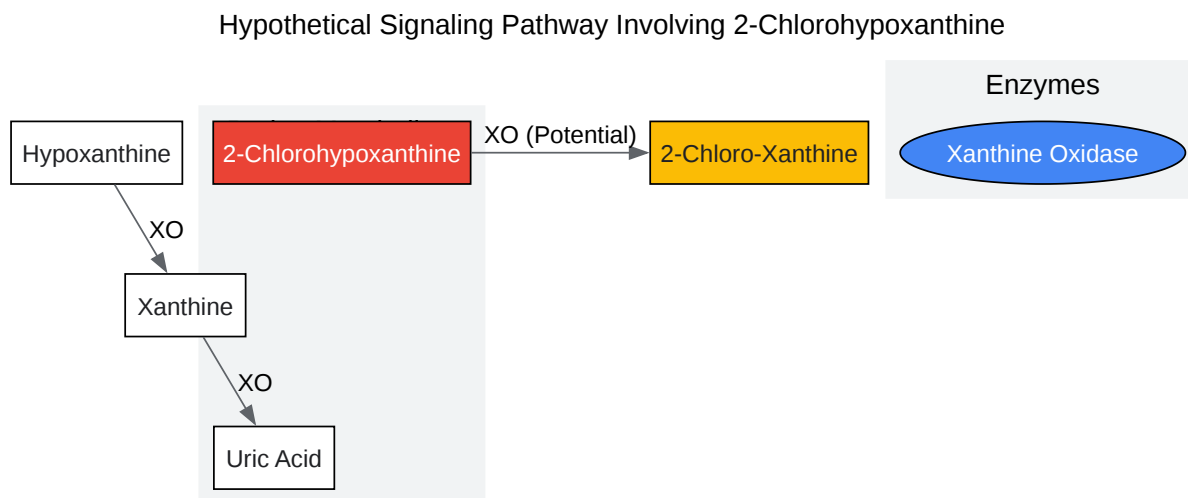 Hypothetical Signaling Pathway Involving 2-Chlorohypoxanthine
Enzymes
Hypoxanthine
2-Chlorohypoxanthine
XO (Potential)
2-Chloro-Xanthine
Xanthine Oxidase
XO
Xanthine
XO
Uric Acid